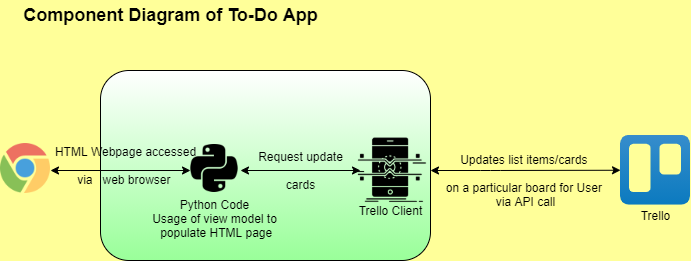 Component Diagram of To-Do App
HTML Webpage accessed
via web browser
Python Code
Usage of view model to
populate HTML page
Request update
cards
Trello Client
Updates list items/cards
on a particular board for User
via API call
Trello